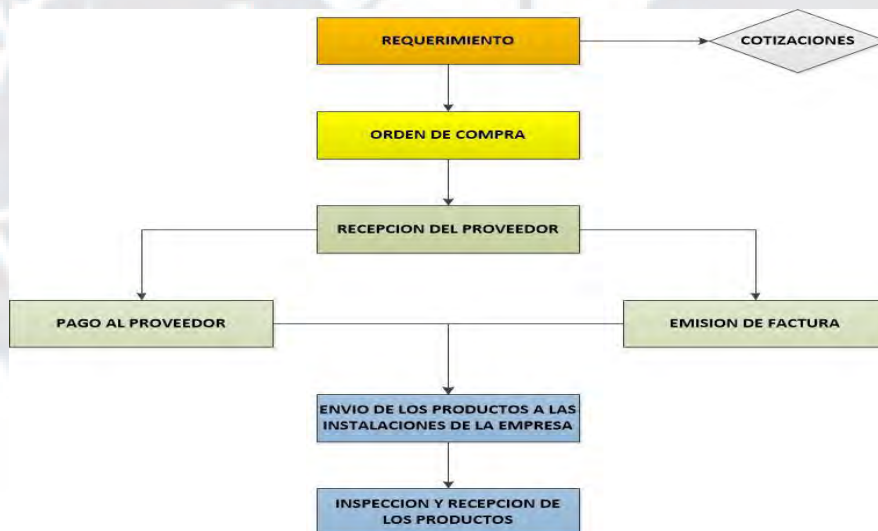 REQUERIMIENTO
COTIZACIONES
ORDEN DE COMPRA
RECEPCION DEL PROVEEDOR
PAGO AL PROVEEDOR
EMISION DE FACTURA
ENVIO DE LOS PRODUCTOS A LAS
INSTALACIONES DE LA EMPRESA
INSPECCION Y RECEPCION DE
LOS PRODUCTOS